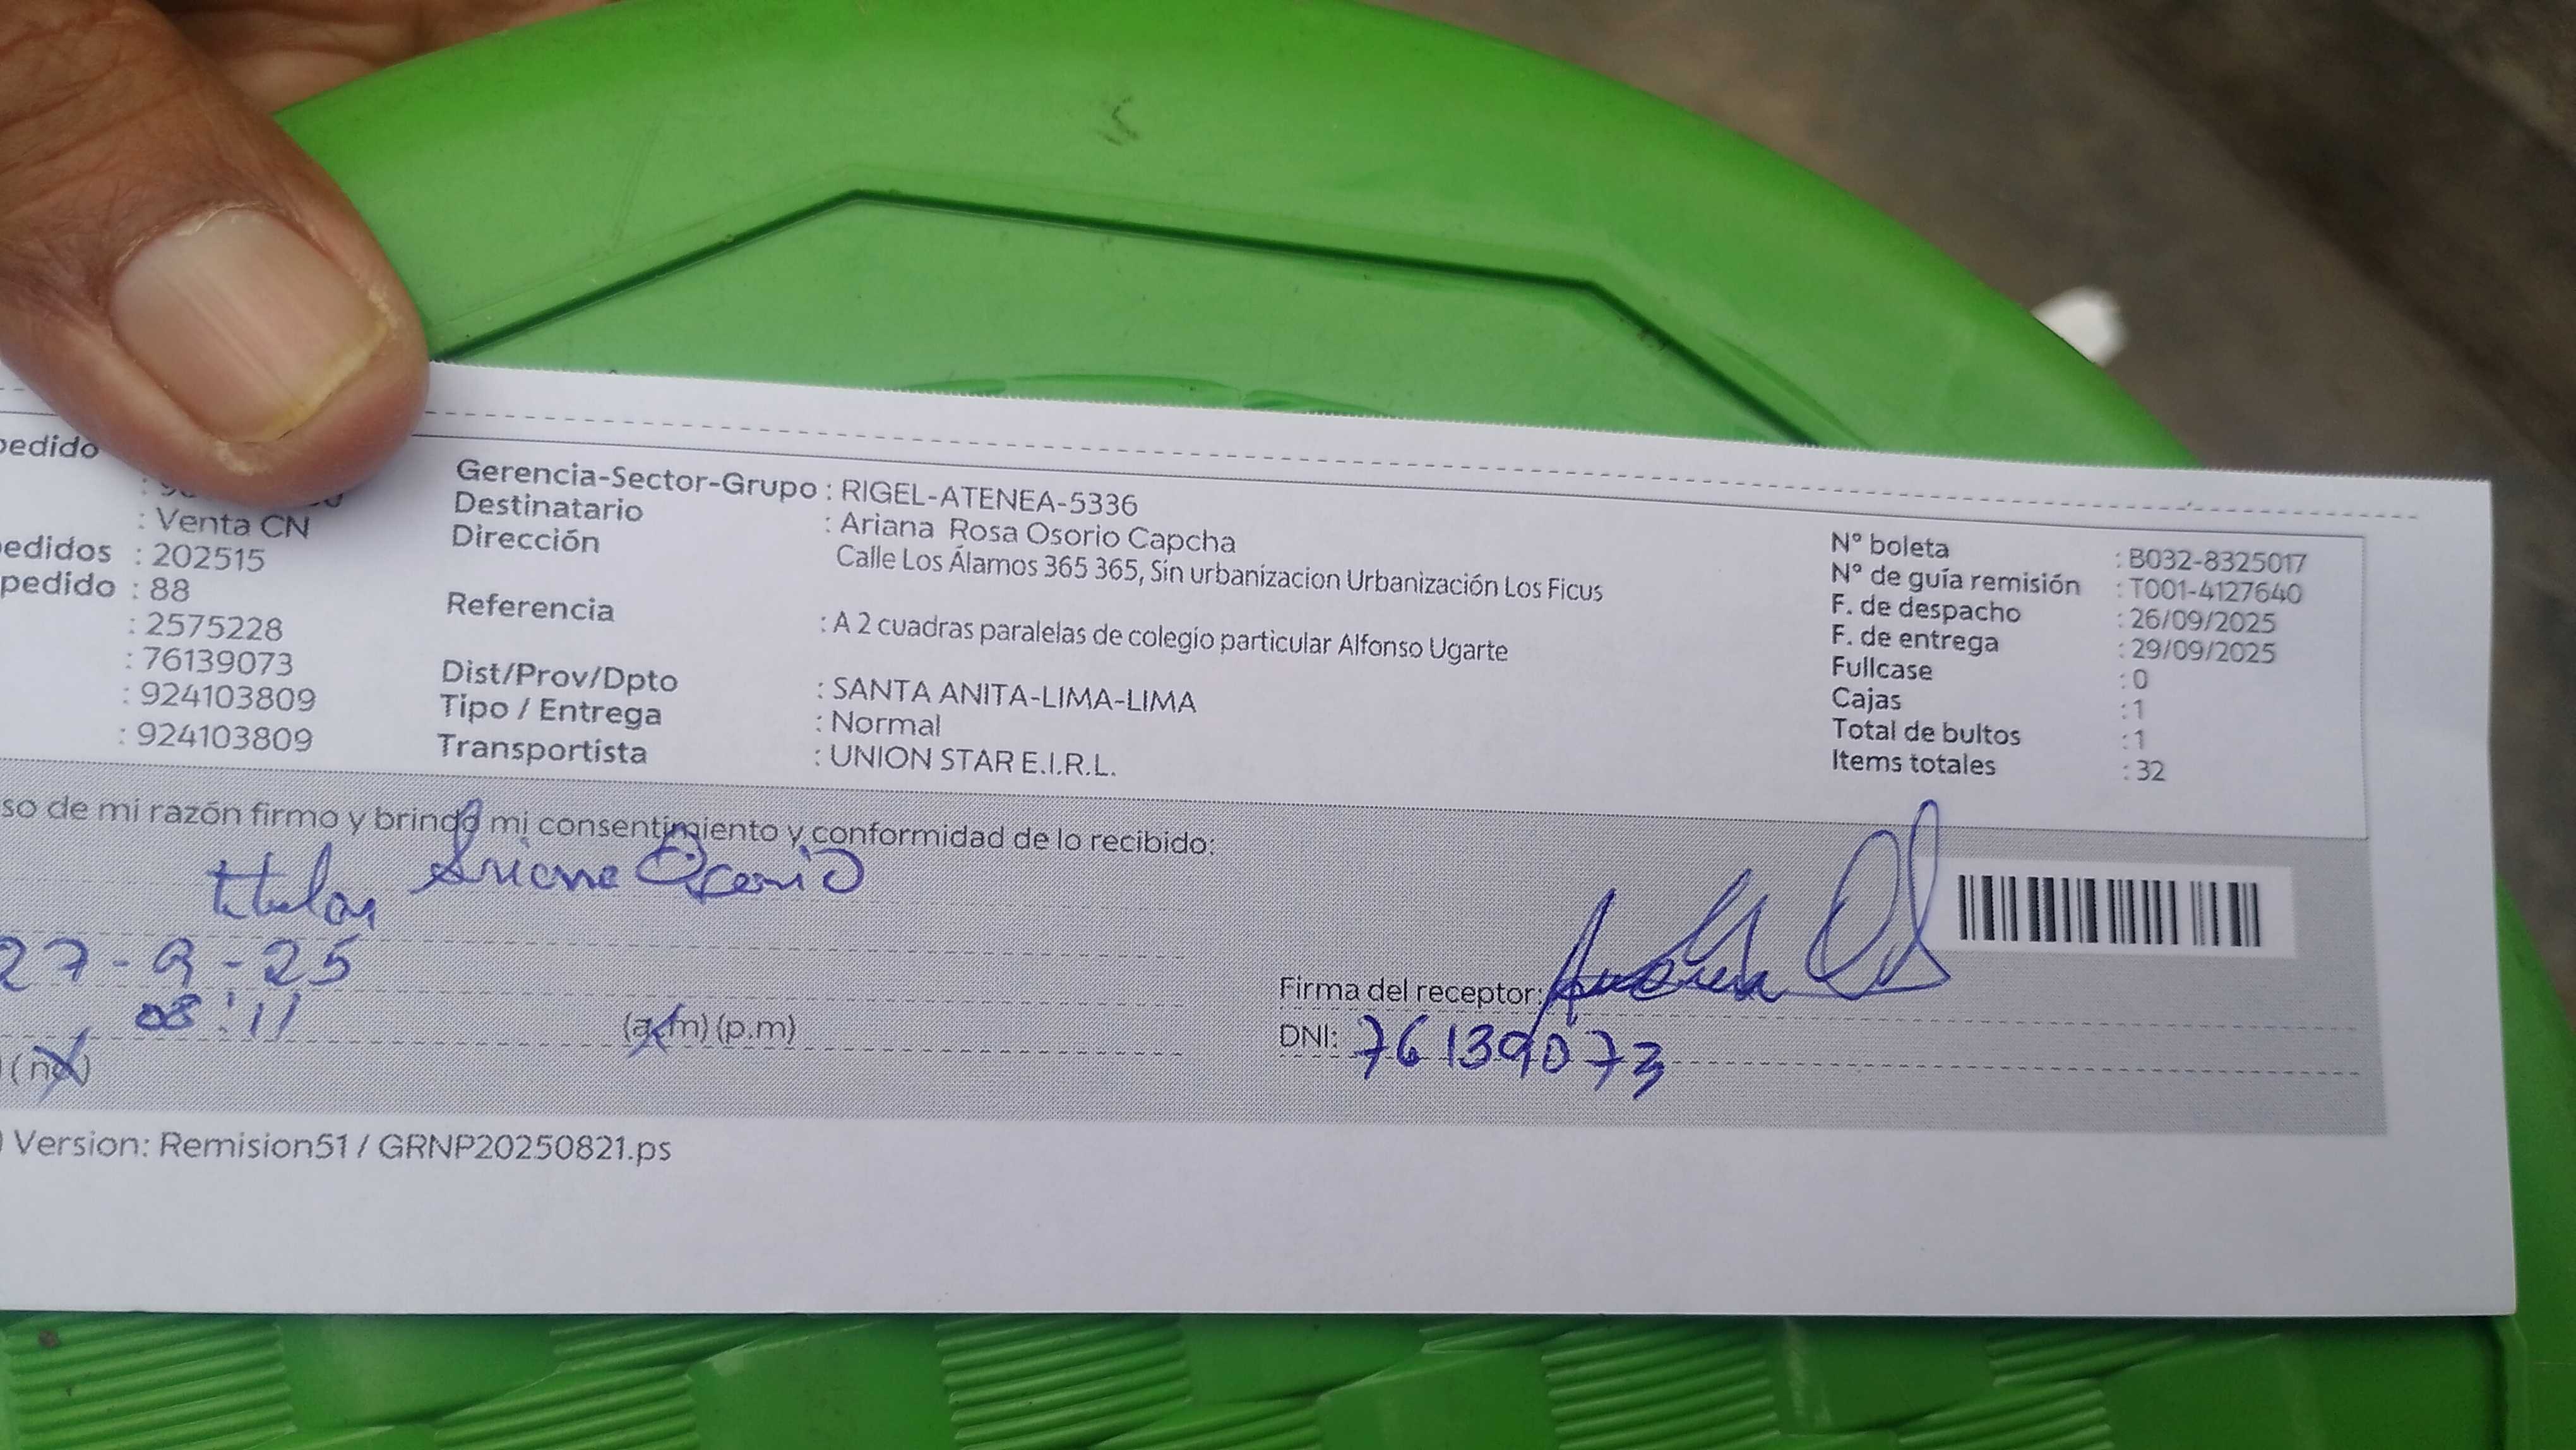 pedido
: Venta CN
edidos : 202515
pedido : 88
: 2575228
: 76139073
: 924103809
: 924103809
Gerencia-Sector-Grupo : RIGEL-ATENEA-5336
Destinatario : Ariana Rosa Osorio Capcha
Dirección Calle Los Álamos 365 365, Sin urbanizacion Urbanización Los Ficus
Referencia : A 2 cuadras paralelas de colegio particular Alfonso Ugarte
Dist/Prov/Dpto : SANTA ANITA-LIMA-LIMA
Tipo / Entrega : Normal
Transportista : UNION STAR E.I.R.L.
N° boleta : B032-8325017
N° de guía remisión : T001-4127640
F. de despacho : 26/09/2025
F. de entrega : 29/09/2025
Fullcase : 0
Cajas : 1
Total de bultos : 1
Items totales : 32
so de mi razón firmo y brindo mi consentimiento y conformidad de lo recibido:
titular Ariana Osorio
27-9-25
08:11 (a.m) (p.m)
(no)
Firma del receptor:
DNI: 76139073
) Version: Remision51 / GRNP20250821.ps